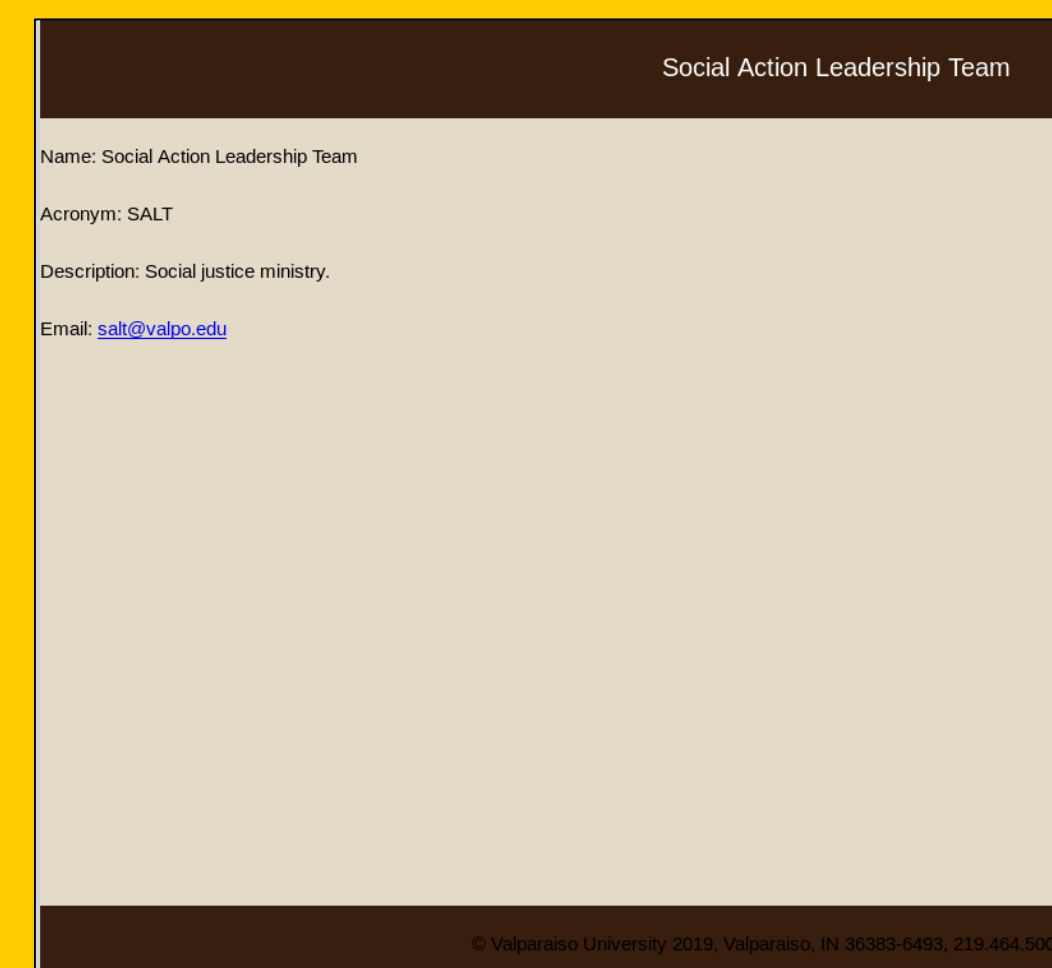 Social Action Leadership Team
Name: Social Action Leadership Team
Acronym: SALT
Description: Social justice ministry.
Email: salt@valpo.edu
© Valparaiso University 2019, Valparaiso, IN 36383-6493, 219.464.500